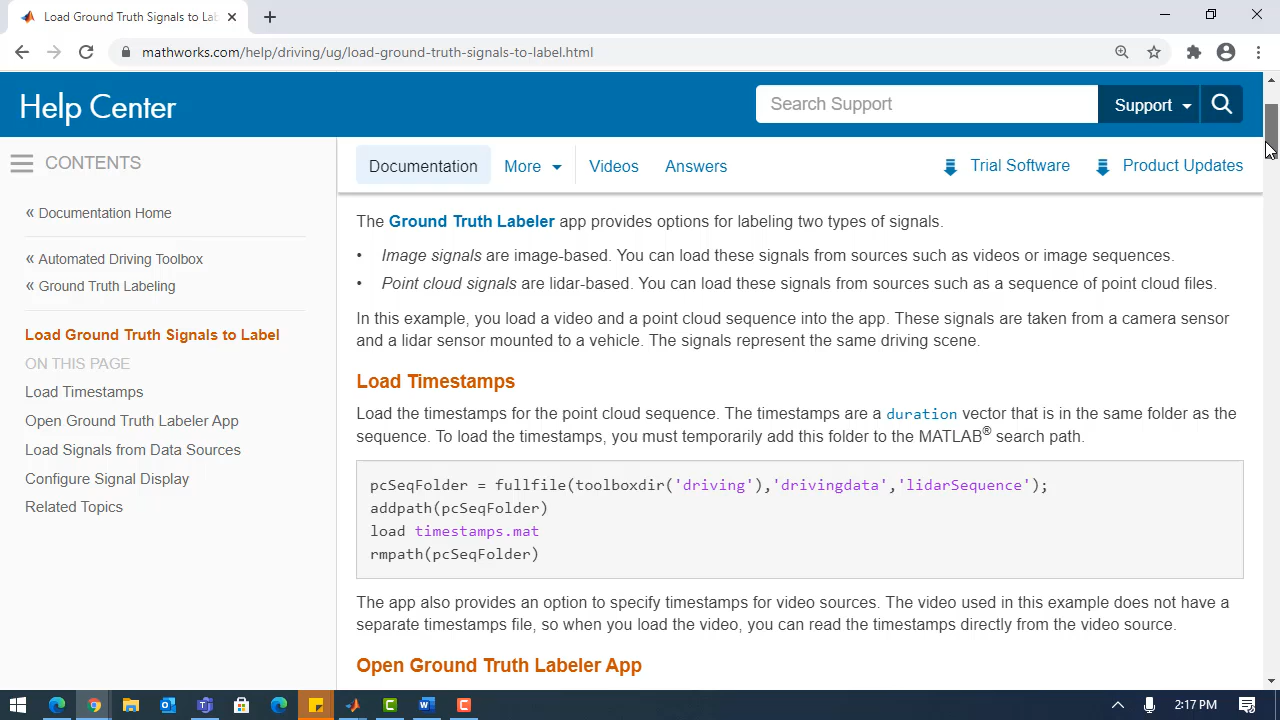 Load Ground Truth Signals to Lab
mathworks.com/help/driving/ug/load-ground-truth-signals-to-label.html
Help Center
Search Support
Support
CONTENTS
Documentation
More
Videos
Answers
Trial Software
Product Updates
« Documentation Home
« Automated Driving Toolbox
« Ground Truth Labeling
Load Ground Truth Signals to Label
ON THIS PAGE
Load Timestamps
Open Ground Truth Labeler App
Load Signals from Data Sources
Configure Signal Display
Related Topics
The Ground Truth Labeler app provides options for labeling two types of signals.
• Image signals are image-based. You can load these signals from sources such as videos or image sequences.
• Point cloud signals are lidar-based. You can load these signals from sources such as a sequence of point cloud files.
In this example, you load a video and a point cloud sequence into the app. These signals are taken from a camera sensor
and a lidar sensor mounted to a vehicle. The signals represent the same driving scene.
Load Timestamps
Load the timestamps for the point cloud sequence. The timestamps are a duration vector that is in the same folder as the
sequence. To load the timestamps, you must temporarily add this folder to the MATLAB® search path.
pcSeqFolder = fullfile(toolboxdir('driving'),'drivingdata','lidarSequence');
addpath(pcSeqFolder)
load timestamps.mat
rmpath(pcSeqFolder)
The app also provides an option to specify timestamps for video sources. The video used in this example does not have a
separate timestamps file, so when you load the video, you can read the timestamps directly from the video source.
Open Ground Truth Labeler App
2:17 PM